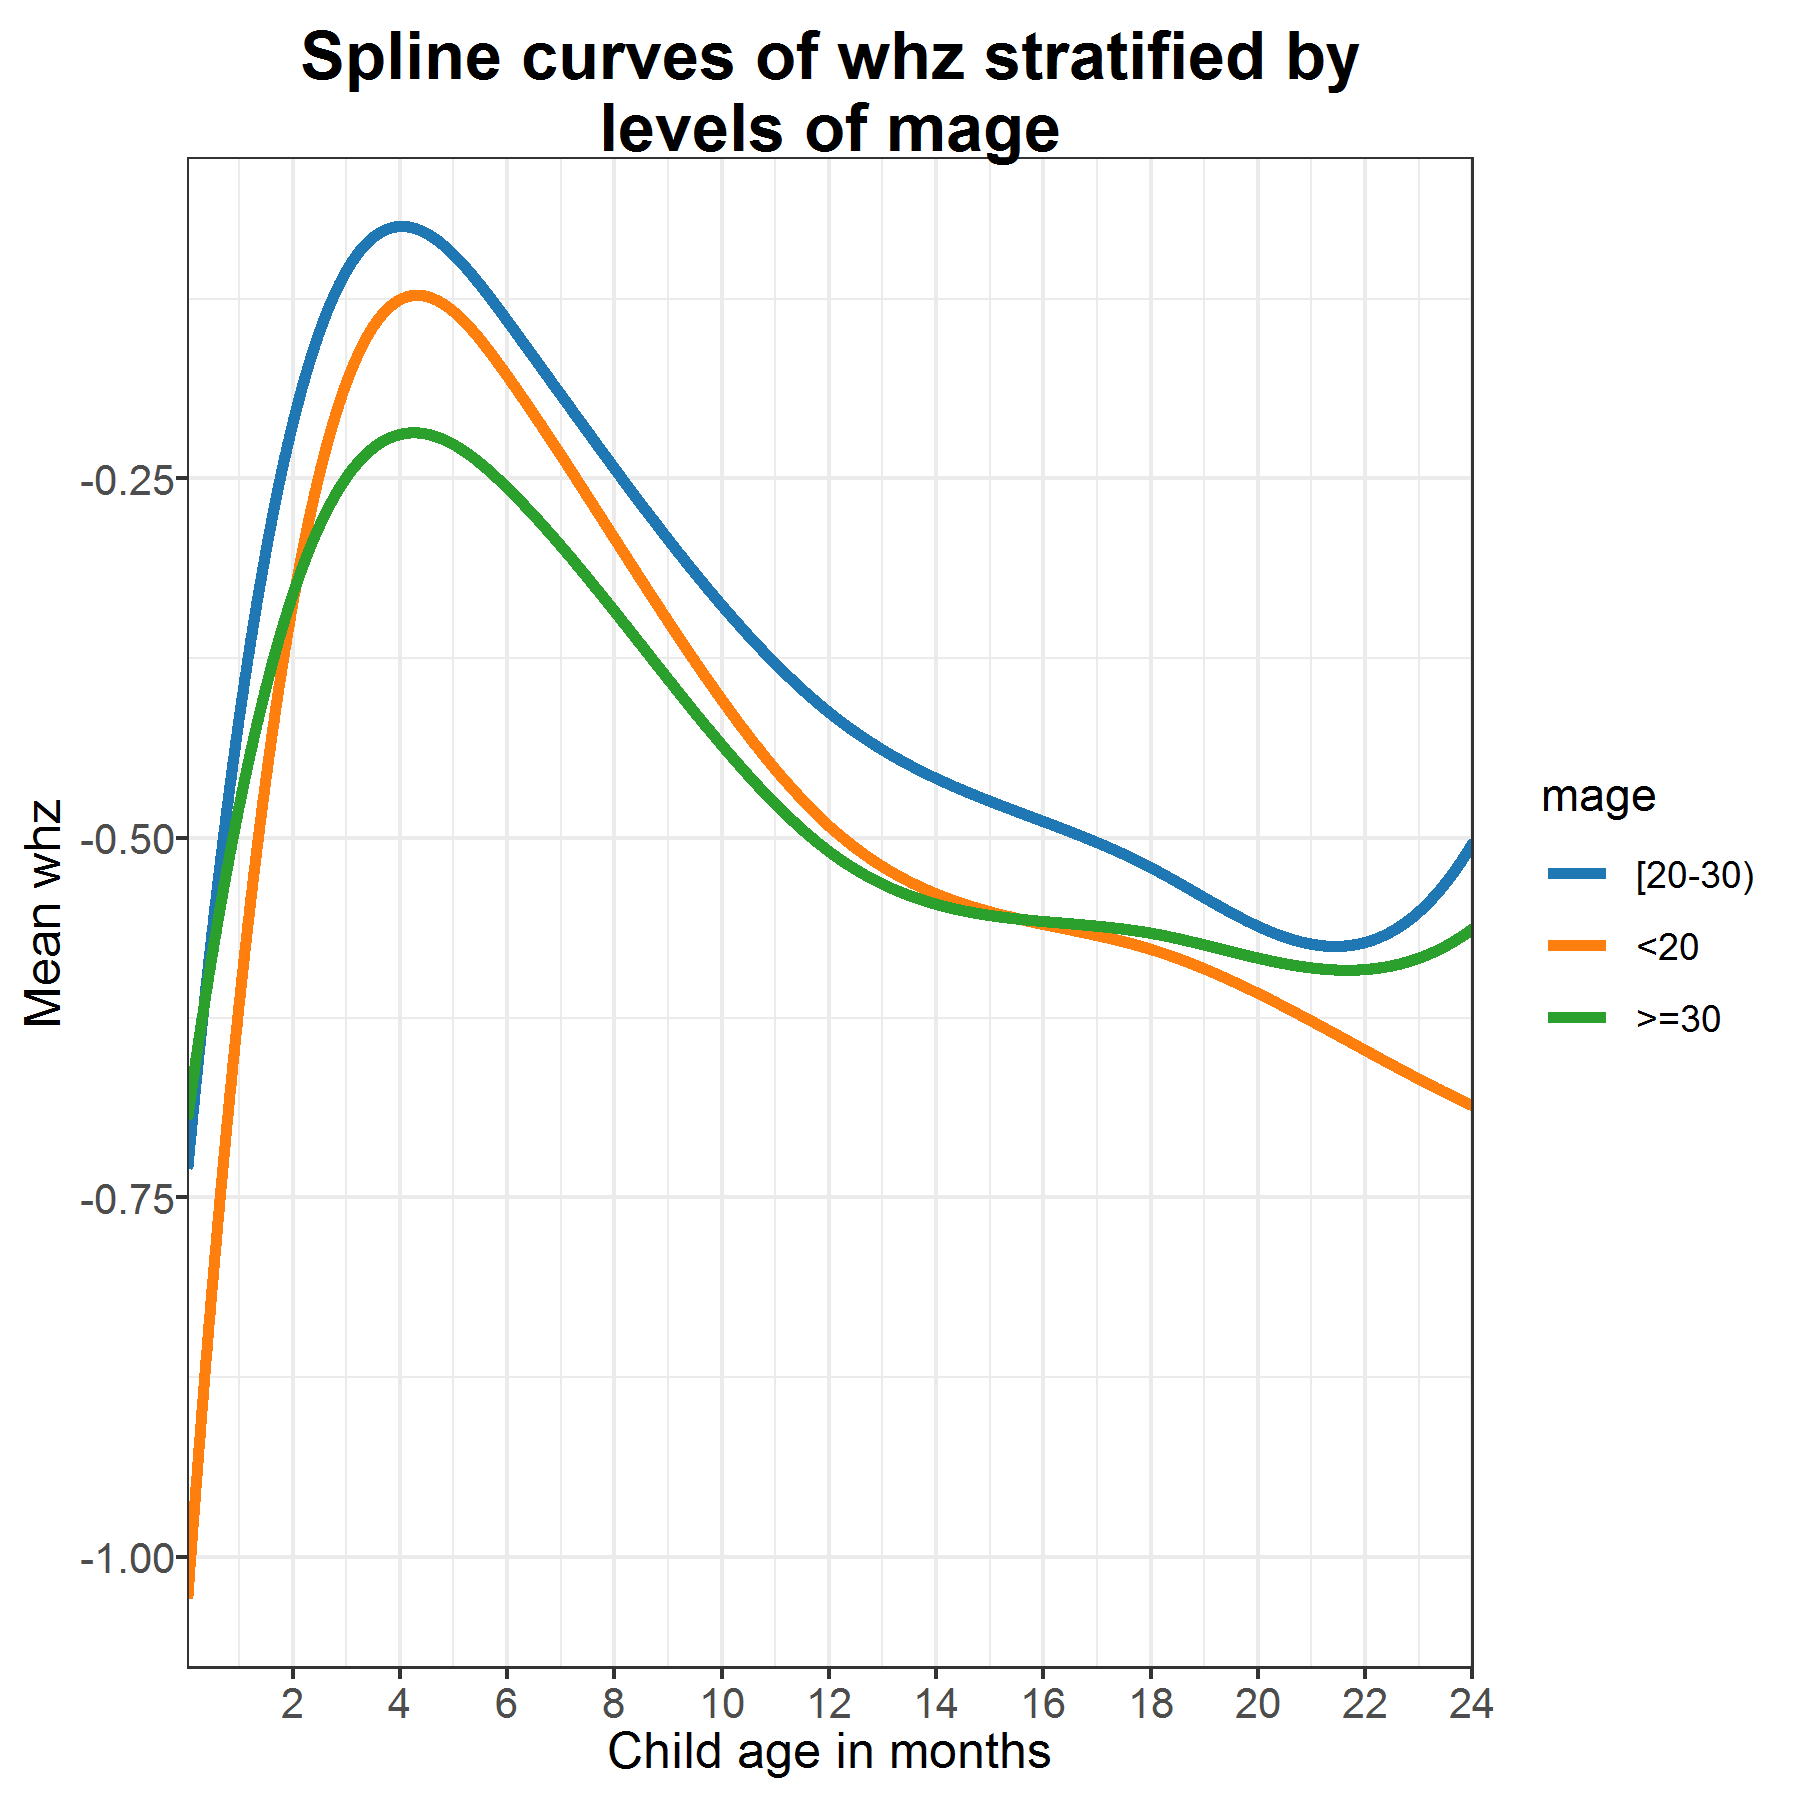 Spline curves of whz stratified by
levels of mage
Mean whz
-0.25
-0.50
-0.75
-1.00
2 4 6 8 10 12 14 16 18 20 22 24
Child age in months
mage
[20-30)
<20
>=30